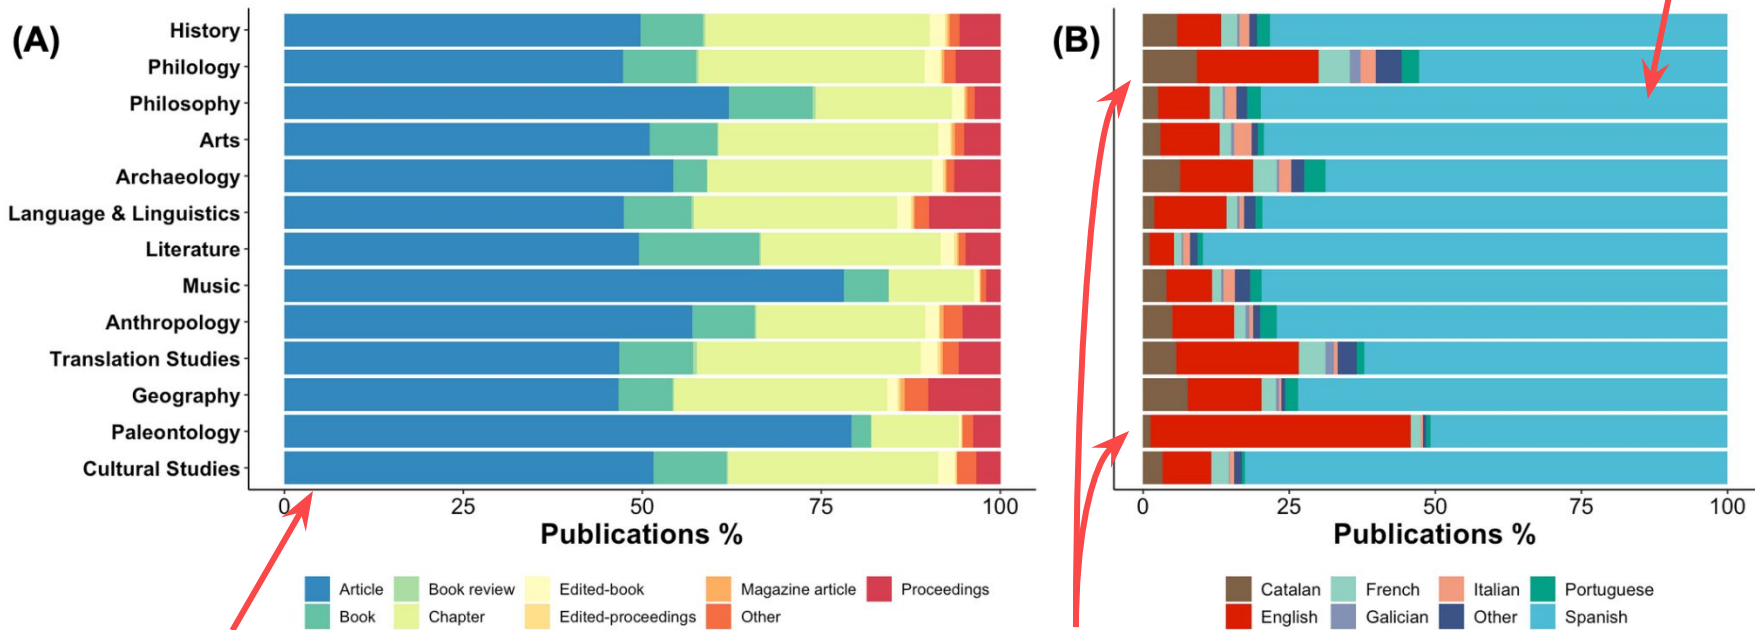 (A)
History
Philology
Philosophy
Arts
Archaeology
Language & Linguistics
Literature
Music
Anthropology
Translation Studies
Geography
Paleontology
Cultural Studies
0 25 50 75 100
Publications %
Article Book review Edited-book Magazine article Proceedings
Book Chapter Edited-proceedings Other
(B)
0 25 50 75 100
Publications %
Catalan French Italian Portuguese
English Galician Other Spanish